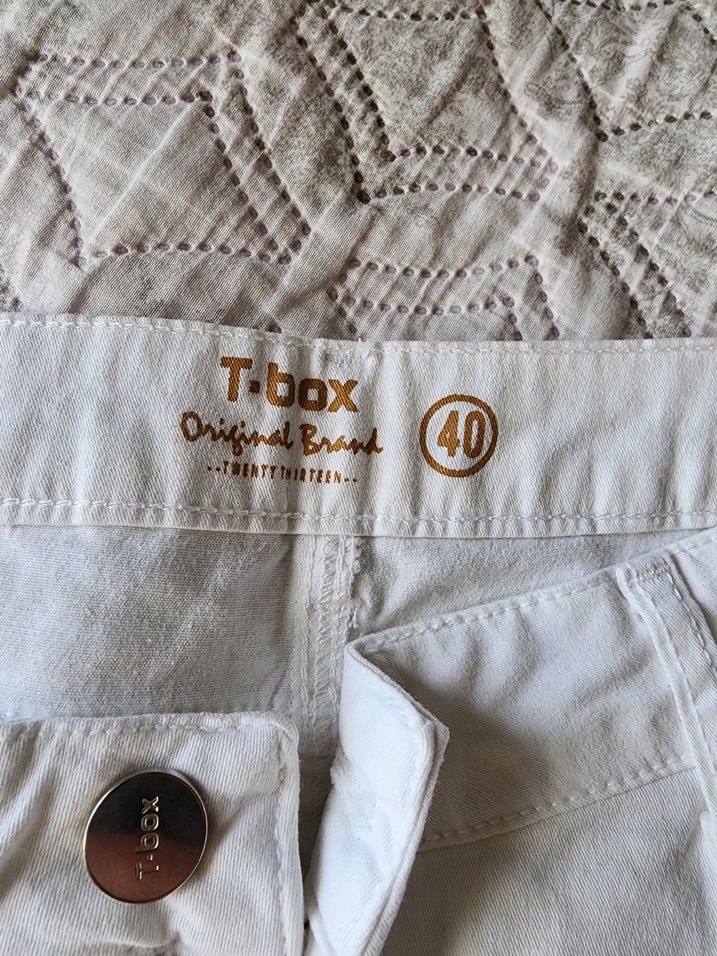 T·box
Original Brand
--TWENTY THIRTEEN--
40
T·box